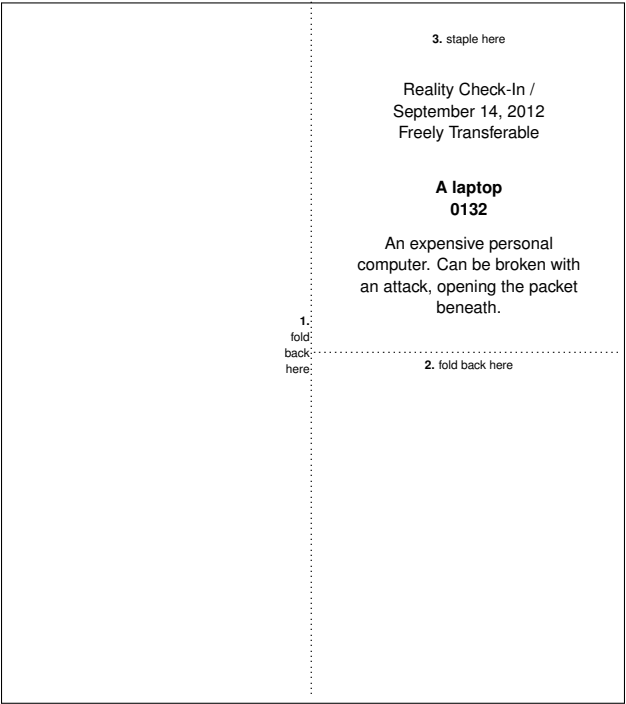 3. staple here
Reality Check-In /
September 14, 2012
Freely Transferable
A laptop
0132
An expensive personal
computer. Can be broken with
an attack, opening the packet
beneath.
1.
fold
back
here
2. fold back here